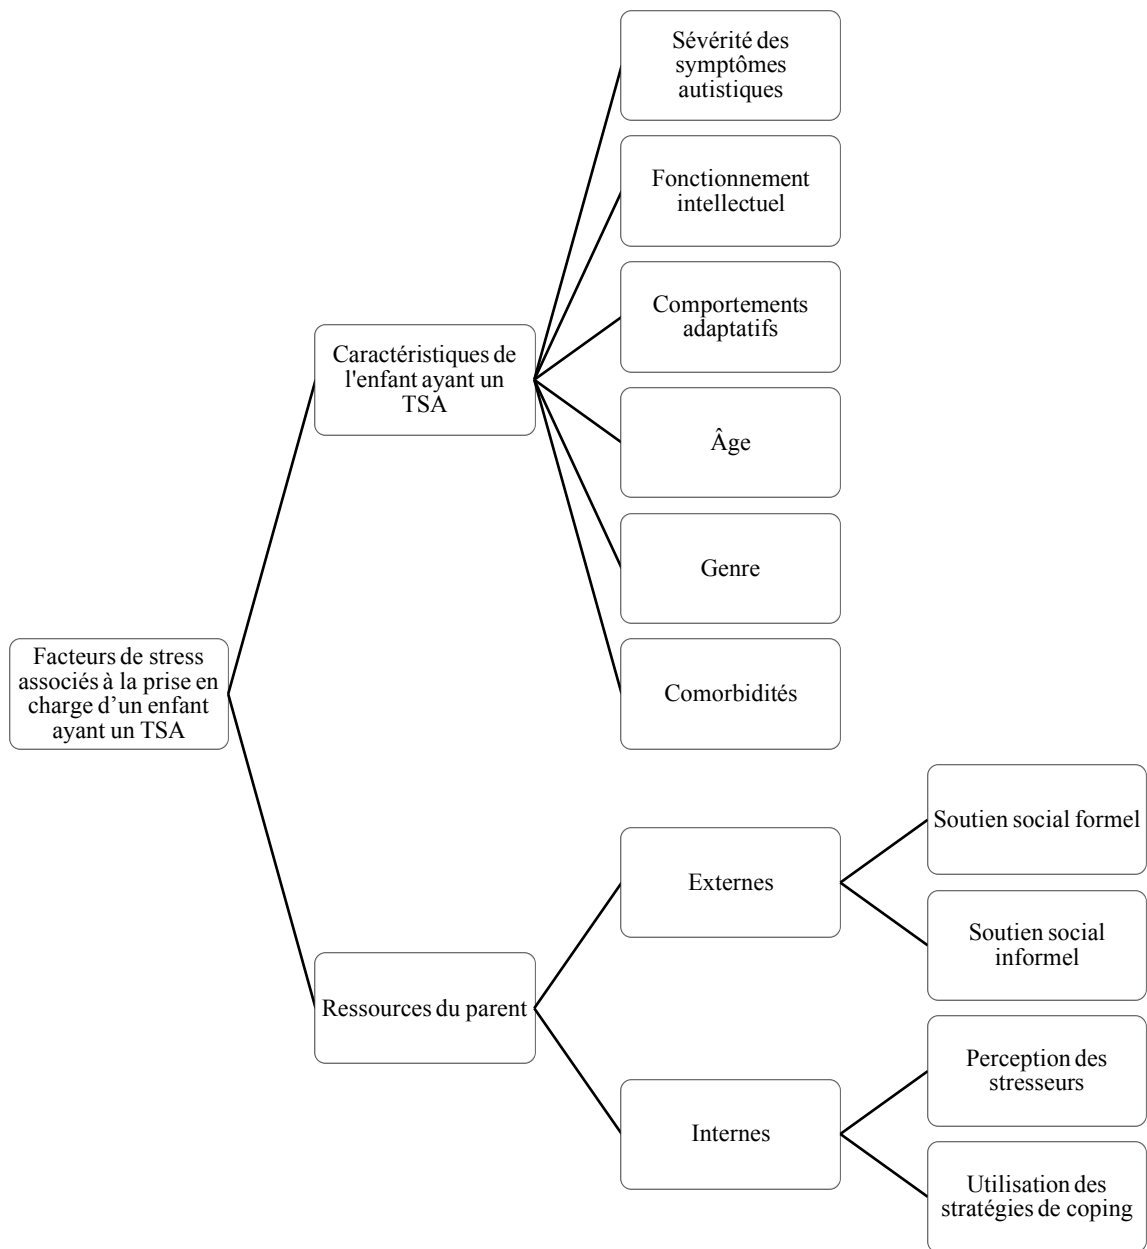 Sévérité des
symptômes
autistiques
Fonctionnement
intellectuel
Comportements
adaptatifs
Caractéristiques de
l'enfant ayant un
TSA
Âge
Genre
Comorbidités
Facteurs de stress
associés à la prise en
charge d’un enfant
ayant un TSA
Soutien social formel
Externes
Soutien social
informel
Ressources du parent
Perception des
stresseurs
Internes
Utilisation des
stratégies de coping